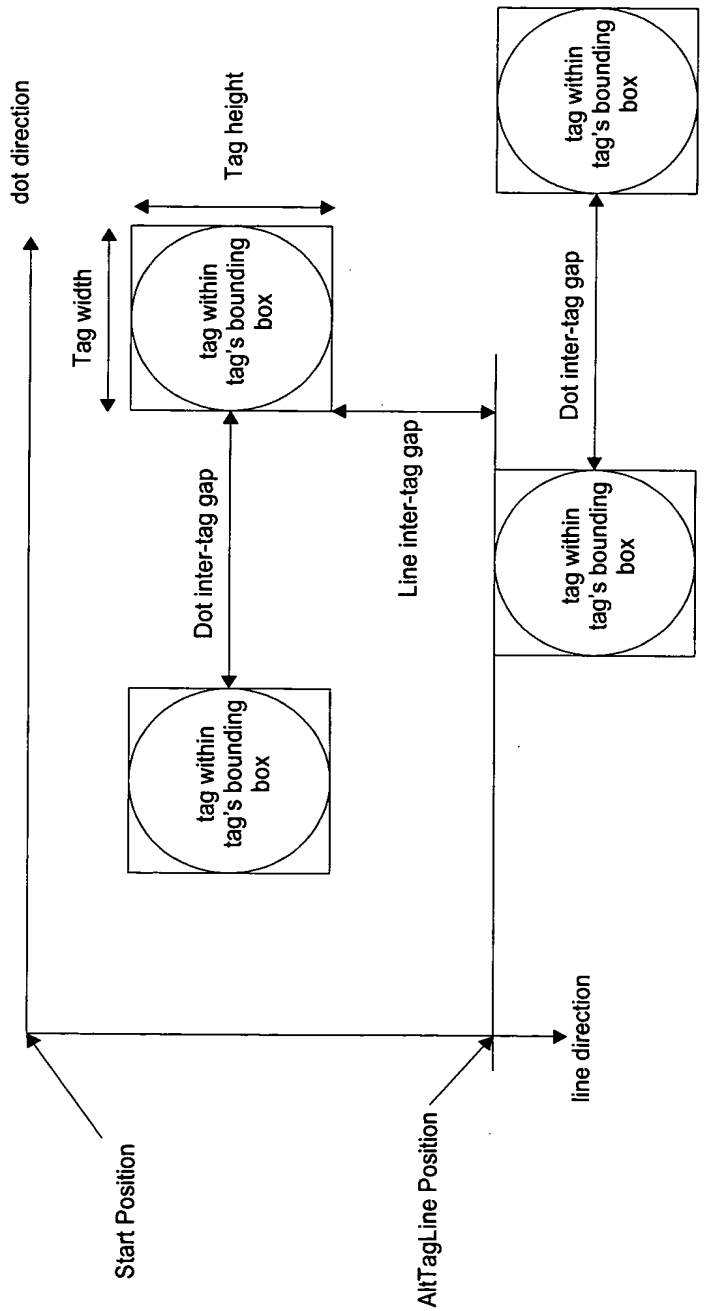 dot direction
Tag width
Tag height
tag within
tag's bounding
box
Dot inter-tag gap
tag within
tag's bounding
box
Start Position
Line inter-tag gap
tag within
tag's bounding
box
Dot inter-tag gap
tag within
tag's bounding
box
AltTagLine Position
line direction